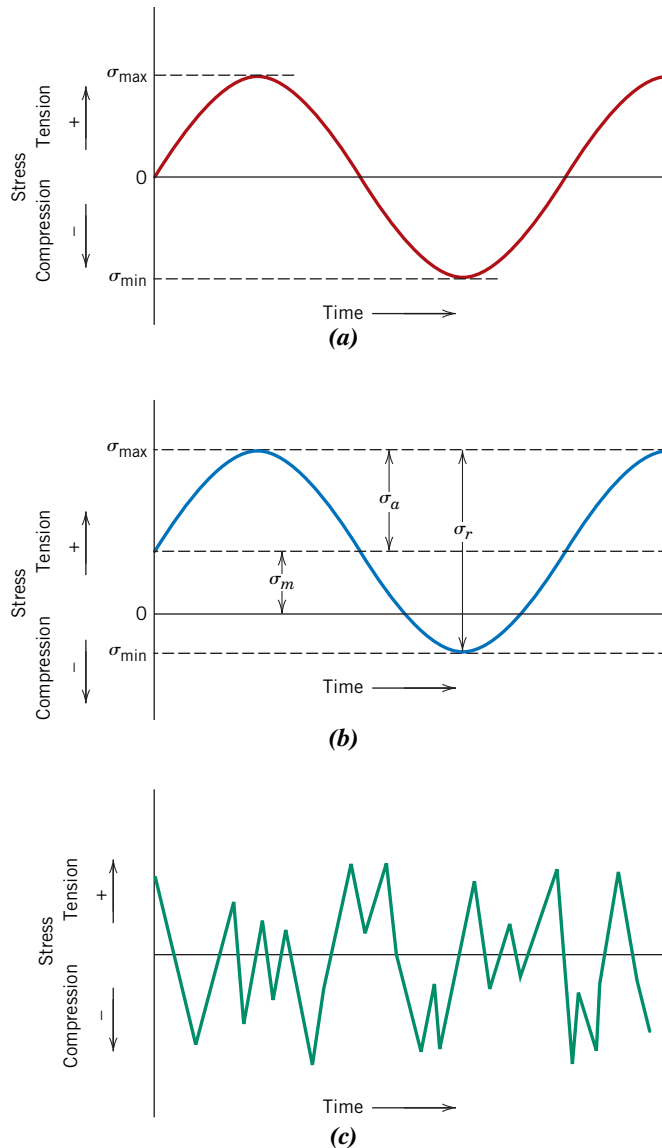 σmax
Tension
+
Stress
0
Compression
−
σmin
Time
(a)
σmax
σa
σr
Tension
+
σm
Stress
0
Compression
−
σmin
Time
(b)
Tension
+
Stress
Compression
−
Time
(c)